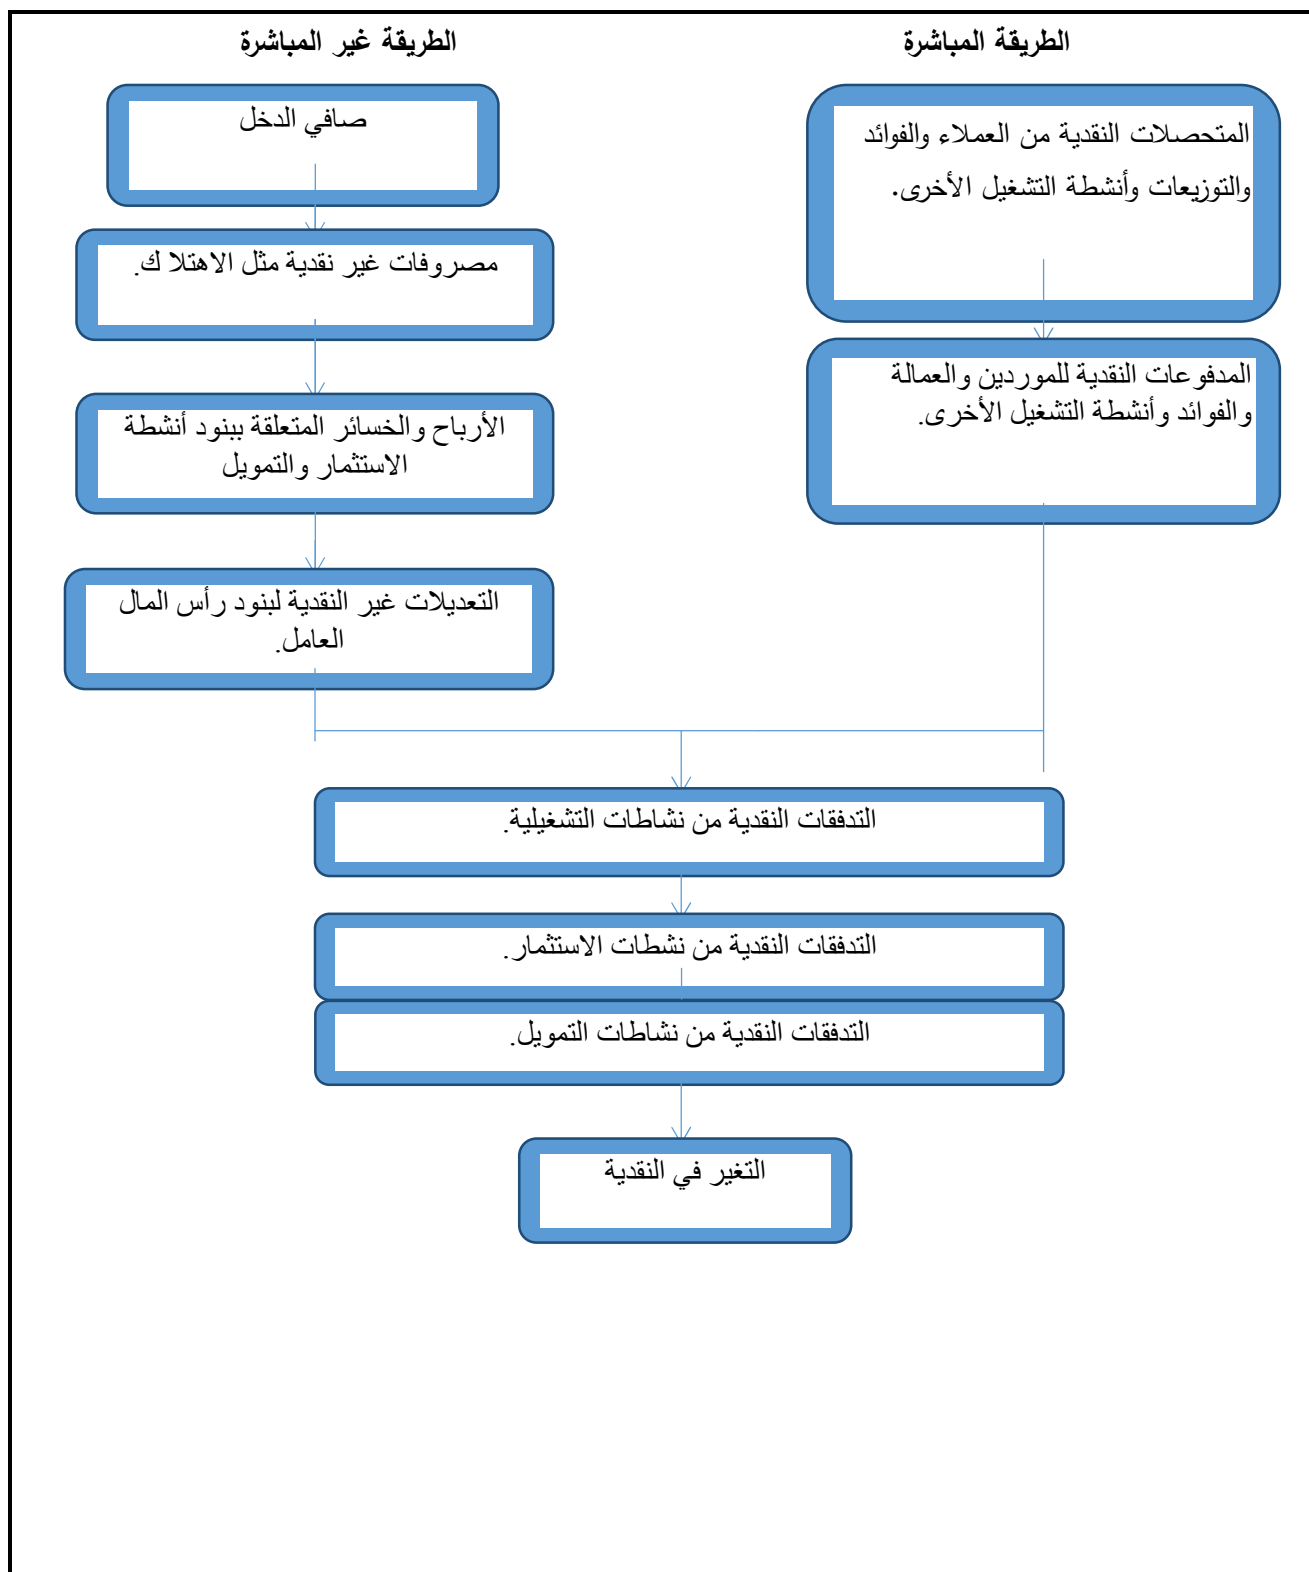 الطريقة المباشرة
الطريقة غير المباشرة
المتحصلات النقدية من العملاء والفوائد
والتوزيعات وأنشطة التشغيل الأخرى.
المدفوعات النقدية للموردين والعمالة
والفوائد وأنشطة التشغيل الأخرى.
صافي الدخل
مصروفات غير نقدية مثل الاهتلا ك.
الأرباح والخسائر المتعلقة ببنود أنشطة
الاستثمار والتمويل
التعديلات غير النقدية لبنود رأس المال
العامل.
التدفقات النقدية من نشاطات التشغيلية.
التدفقات النقدية من نشطات الاستثمار.
التدفقات النقدية من نشاطات التمويل.
التغير في النقدية